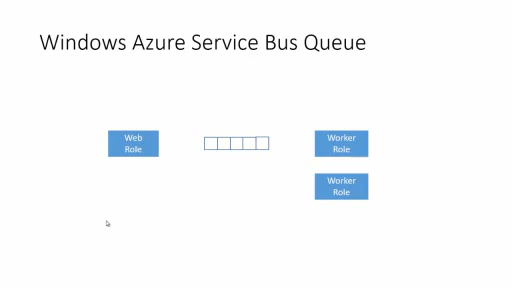 Windows Azure Service Bus Queue
Web
Role
Worker
Role
Worker
Role